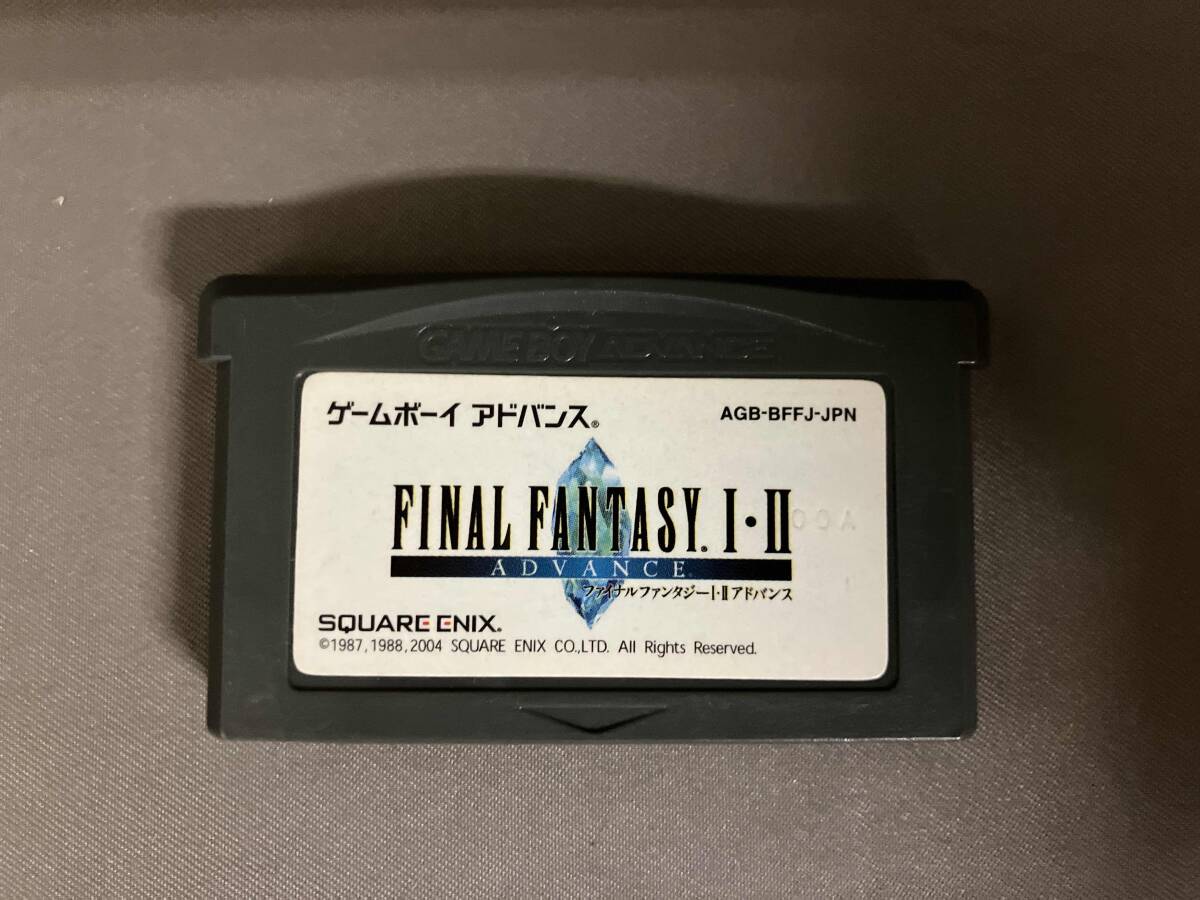 GAME BOY ADVANCE
ゲームボーイ アドバンス®
AGB-BFFJ-JPN
FINAL FANTASY. I・II
ADVANCE
ファイナルファンタジーI・II アドバンス
SQUARE ENIX.
©1987,1988,2004 SQUARE ENIX CO.,LTD. All Rights Reserved.